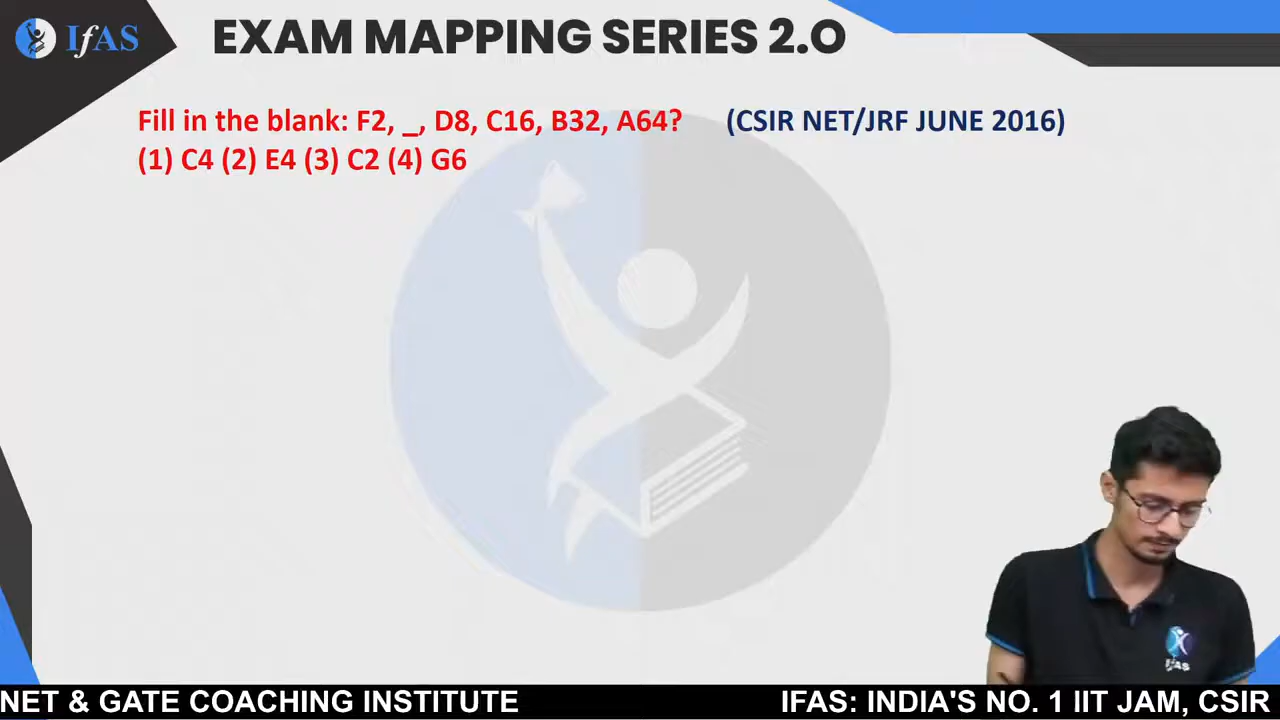 IfAS
EXAM MAPPING SERIES 2.O
Fill in the blank: F2, _, D8, C16, B32, A64? (CSIR NET/JRF JUNE 2016)
(1) C4 (2) E4 (3) C2 (4) G6
IfAS
NET & GATE COACHING INSTITUTE IFAS: INDIA'S NO. 1 IIT JAM, CSIR